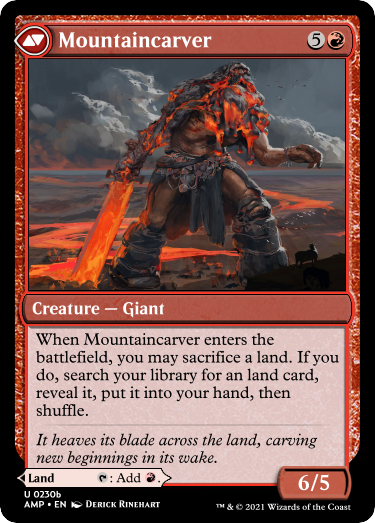 Mountaincarver 5
Creature — Giant
When Mountaincarver enters the
battlefield, you may sacrifice a land. If you
do, search your library for an land card,
reveal it, put it into your hand, then
shuffle.
It heaves its blade across the land, carving
new beginnings in its wake.
Land : Add .
6/5
U 0230b
AMP • EN Derick Rinehart
™ & © 2021 Wizards of the Coast